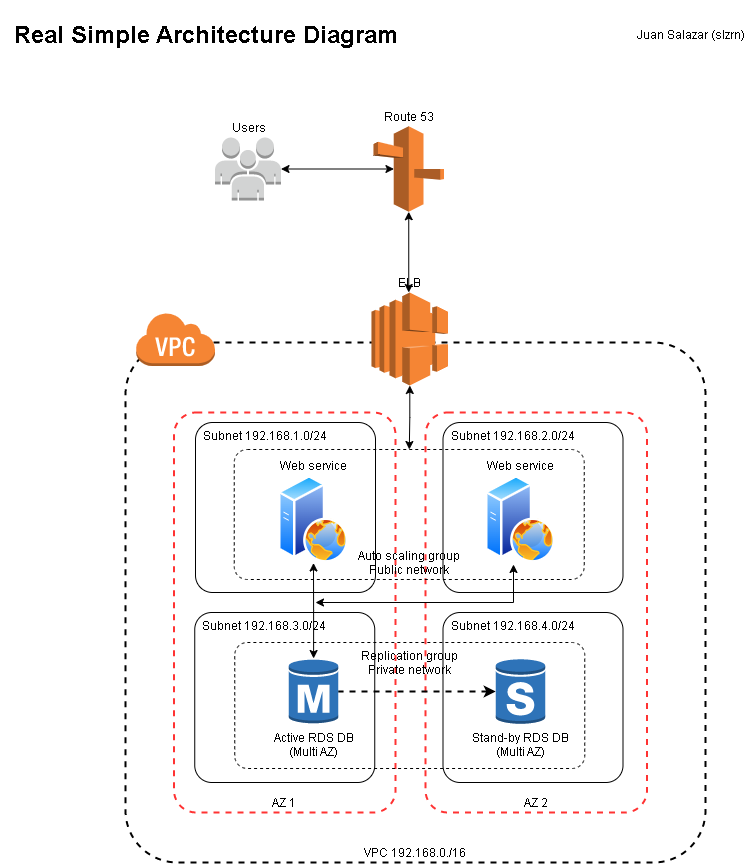 Real Simple Architecture Diagram
Juan Salazar (slzrn)
Route 53
Users
ELB
VPC
Subnet 192.168.1.0/24
Subnet 192.168.2.0/24
Web service
Web service
Auto scaling group
Public network
Subnet 192.168.3.0/24
Subnet 192.168.4.0/24
Replication group
Private network
M
S
Active RDS DB
(Multi AZ)
Stand-by RDS DB
(Multi AZ)
AZ 1
AZ 2
VPC 192.168.0./16